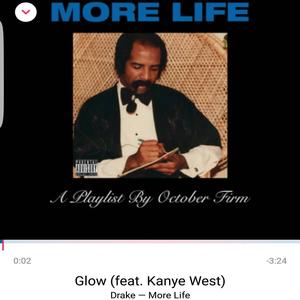 MORE LIFE
PARENTAL
ADVISORY
EXPLICIT CONTENT
A Playlist By October Firm
0:02
-3:24
Glow (feat. Kanye West)
Drake — More Life